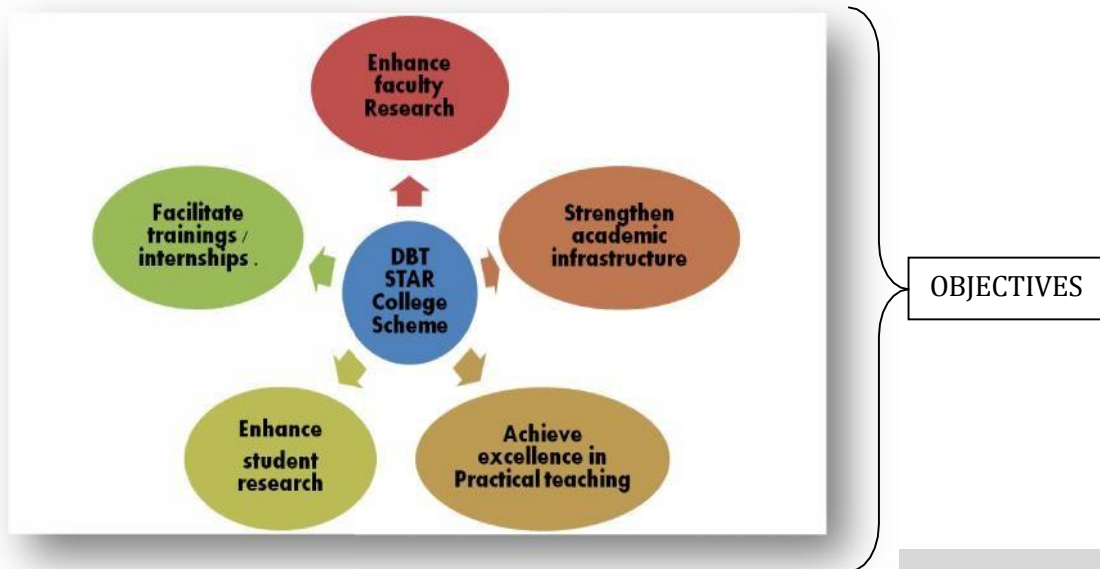 Enhance
faculty
Research
Facilitate
trainings /
internships .
Strengthen
academic
infrastructure
DBT
STAR
College
Scheme
OBJECTIVES
Enhance
student
research
Achieve
excellence in
Practical teaching